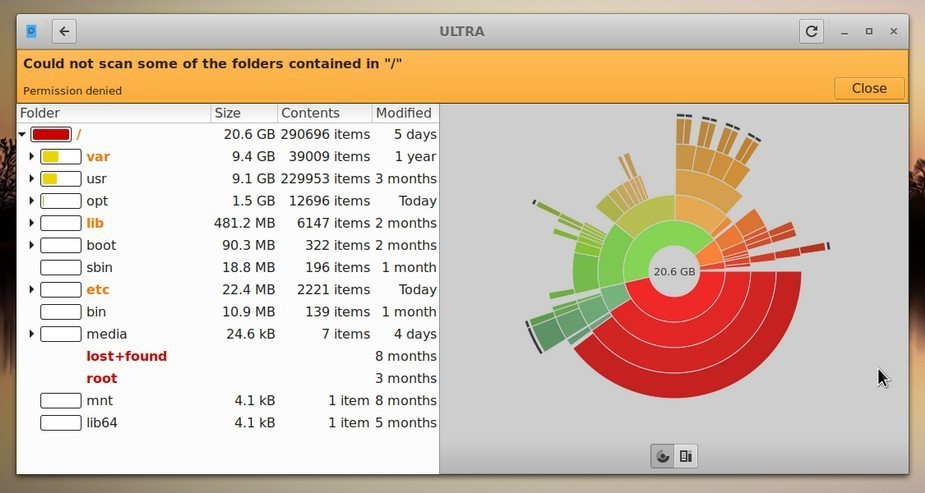 ULTRA
Could not scan some of the folders contained in "/"
Permission denied
Close
Folder Size Contents Modified
/ 20.6 GB 290696 items 5 days
var 9.4 GB 39009 items 1 year
usr 9.1 GB 229953 items 3 months
opt 1.5 GB 12696 items Today
lib 481.2 MB 6147 items 2 months
boot 90.3 MB 322 items 2 months
sbin 18.8 MB 196 items 1 month
etc 22.4 MB 2221 items Today
bin 10.9 MB 139 items 1 month
media 24.6 kB 7 items 4 days
lost+found 8 months
root 3 months
mnt 4.1 kB 1 item 8 months
lib64 4.1 kB 1 item 5 months
20.6 GB